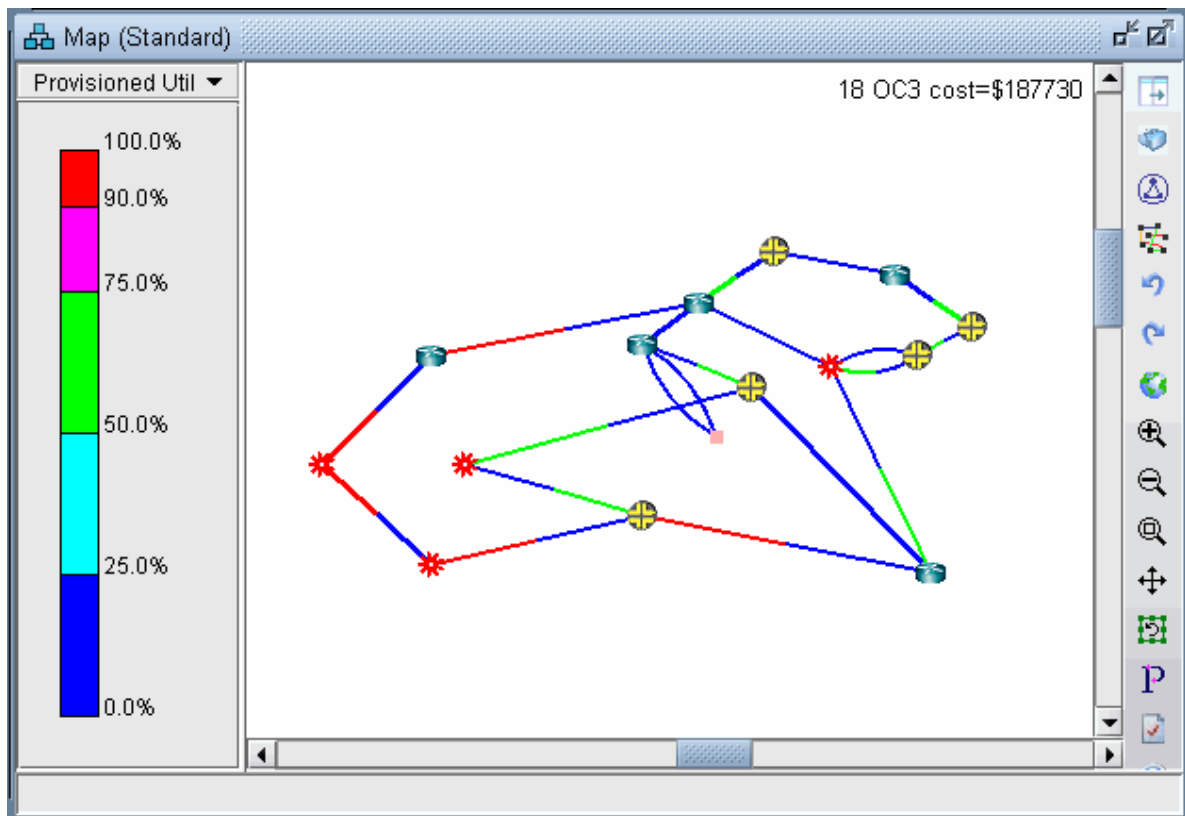 Map (Standard)
Provisioned Util
18 OC3 cost=$187730
100.0%
90.0%
75.0%
50.0%
25.0%
0.0%